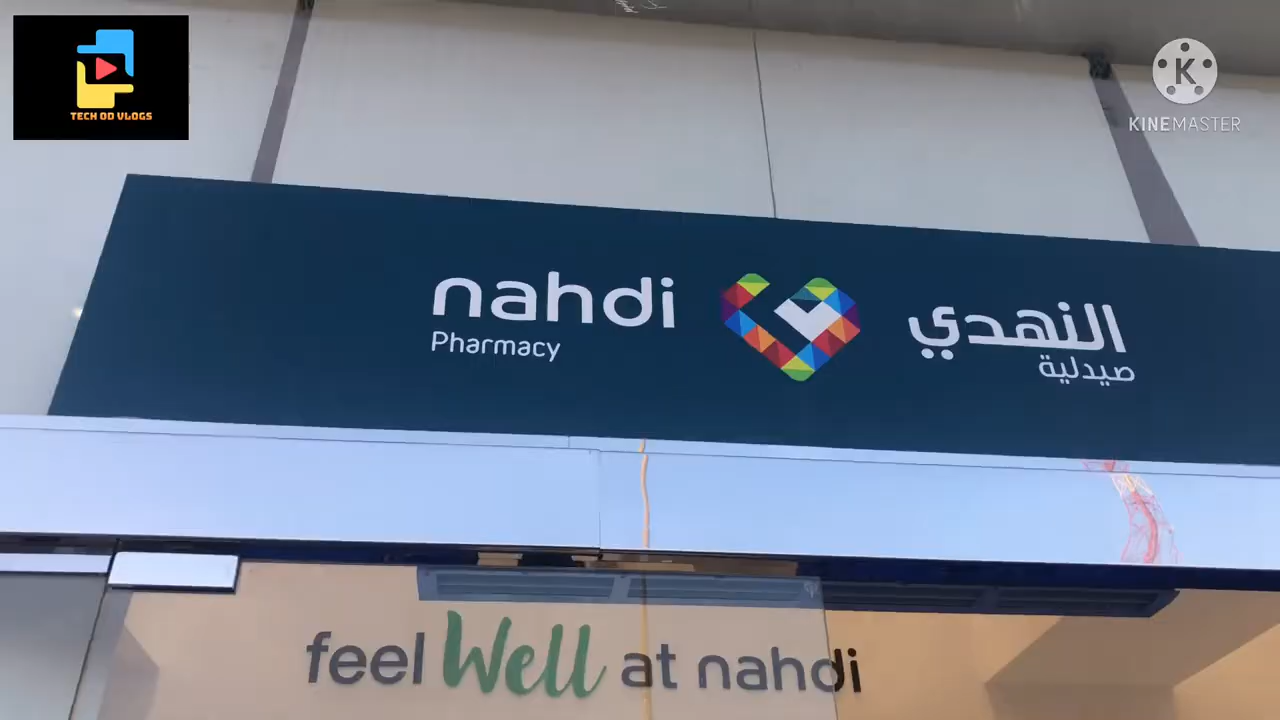 TECH OD VLOGS
K
KINEMASTER
nahdi
Pharmacy
النهدي
صيدلية
feel Well at nahdi